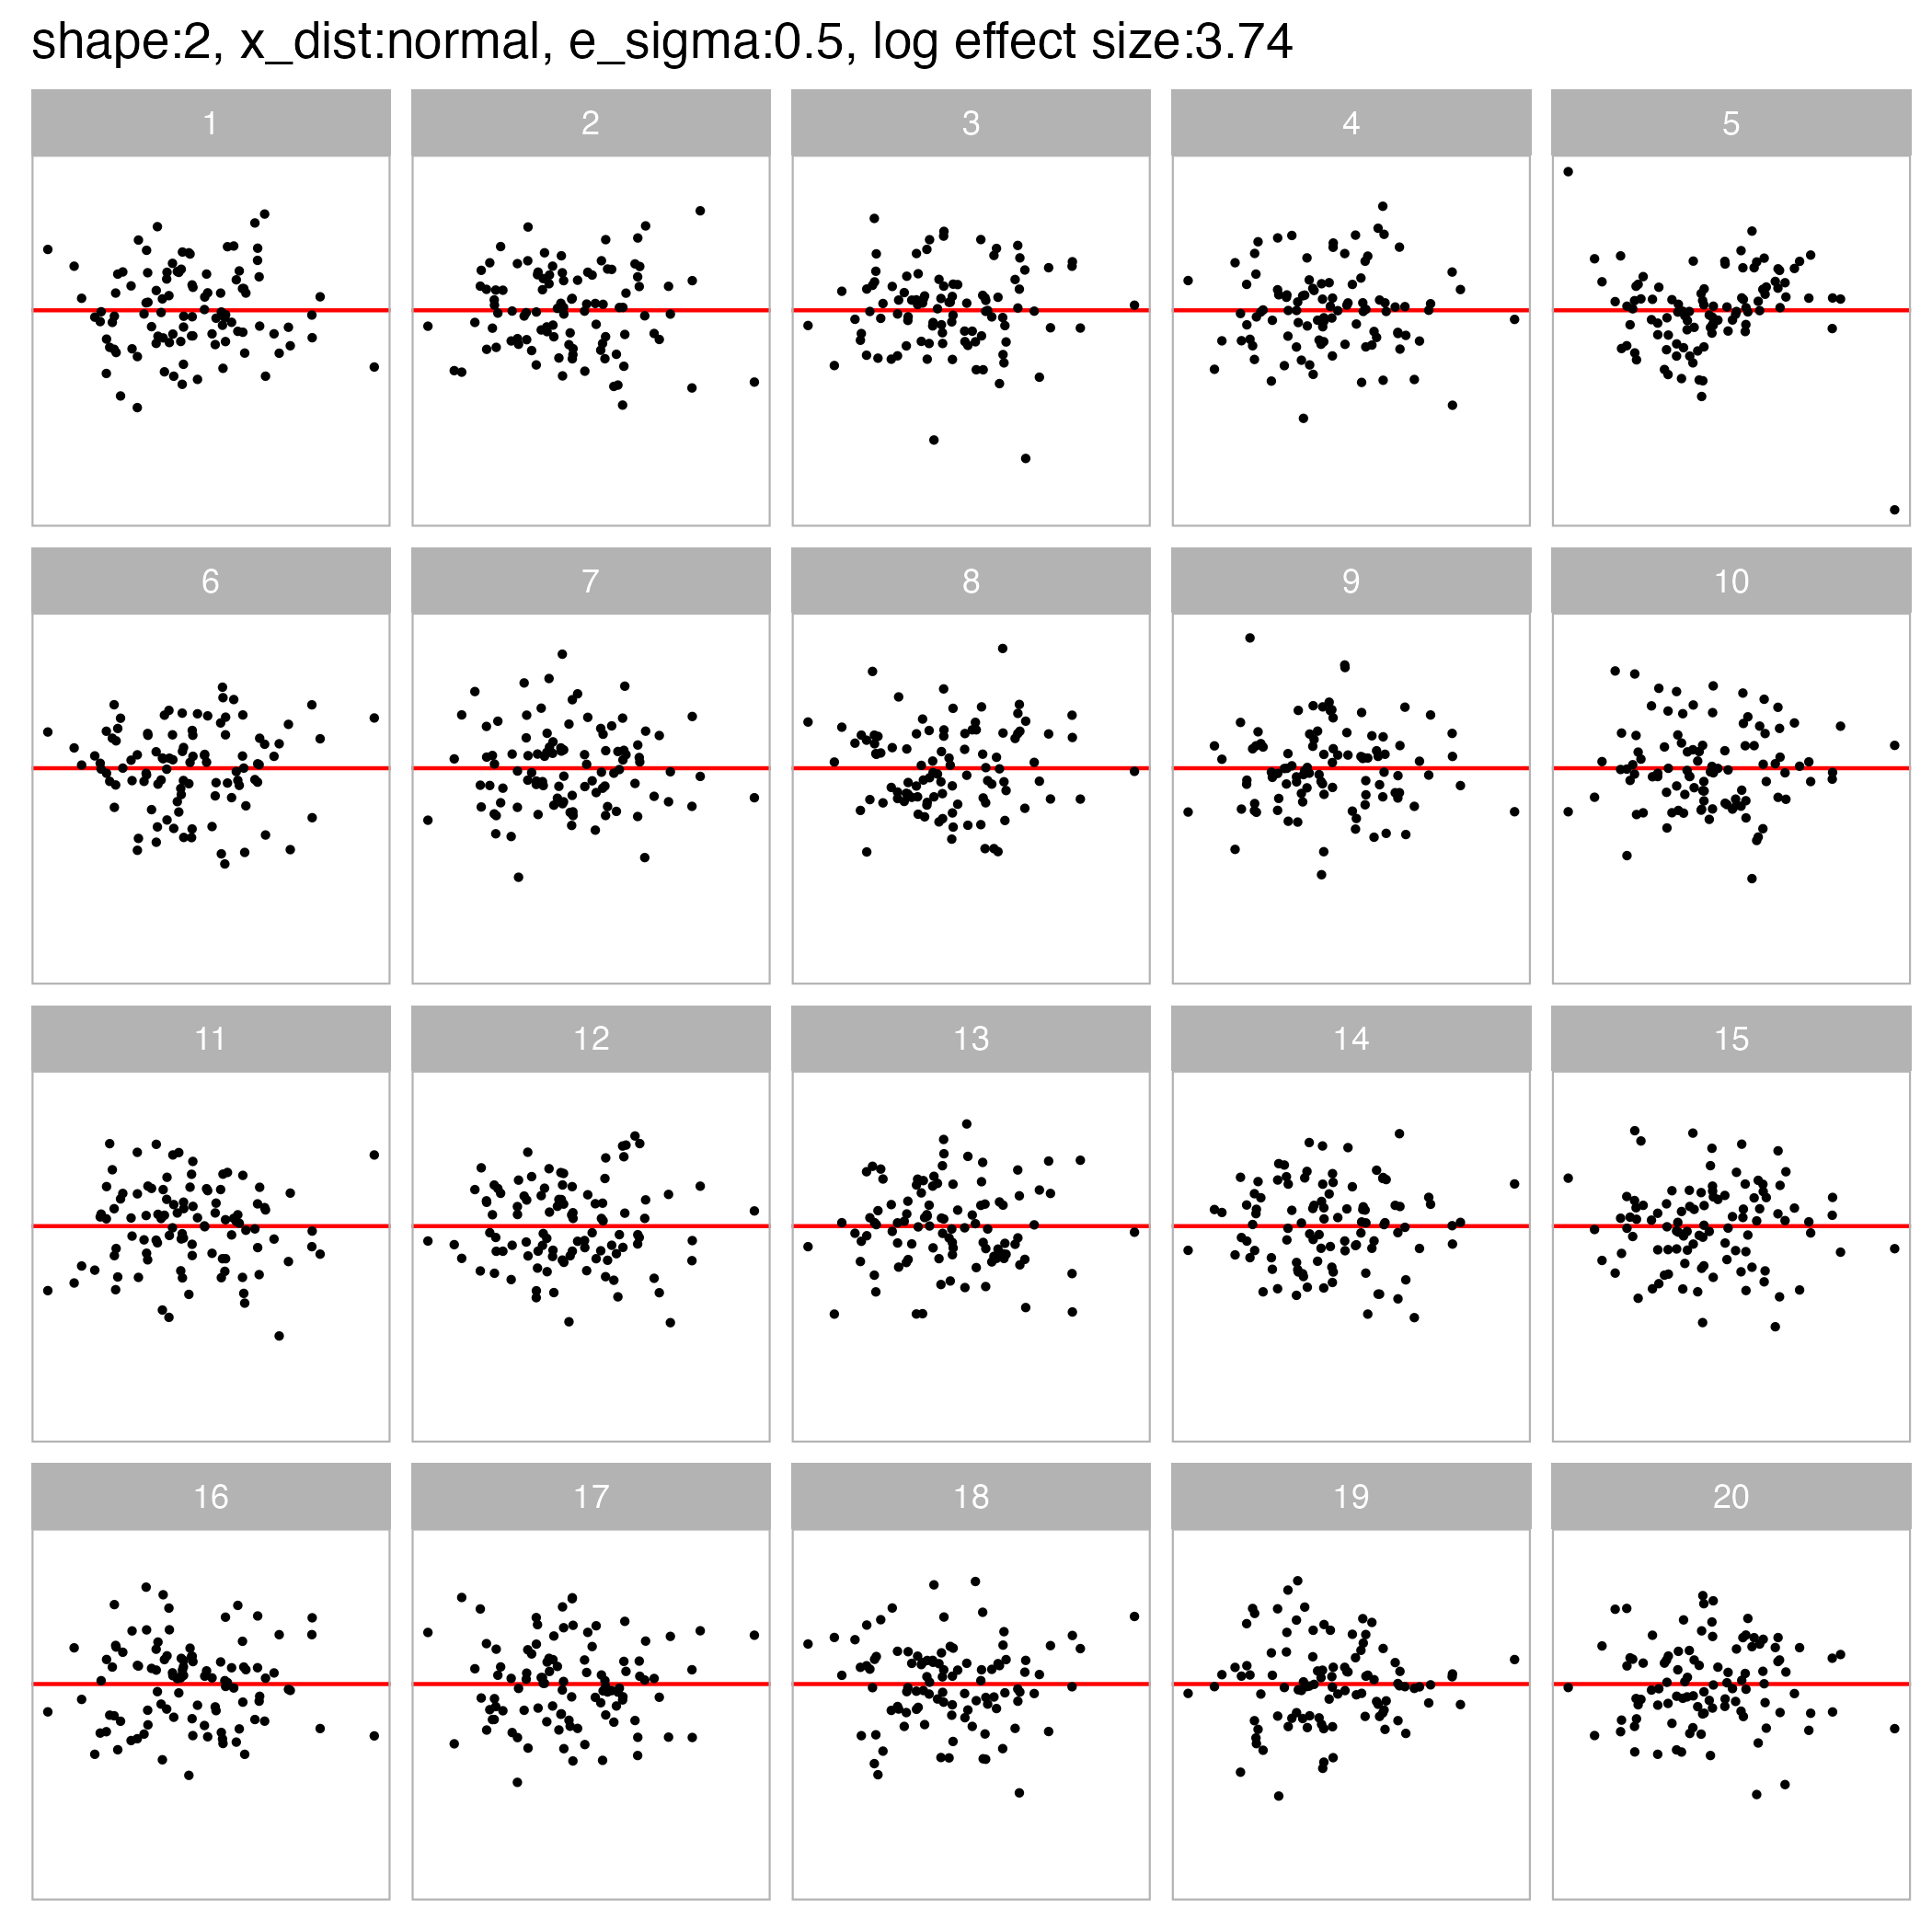 shape:2, x_dist:normal, e_sigma:0.5, log effect size:3.74
1 2 3 4 5
6 7 8 9 10
11 12 13 14 15
16 17 18 19 20